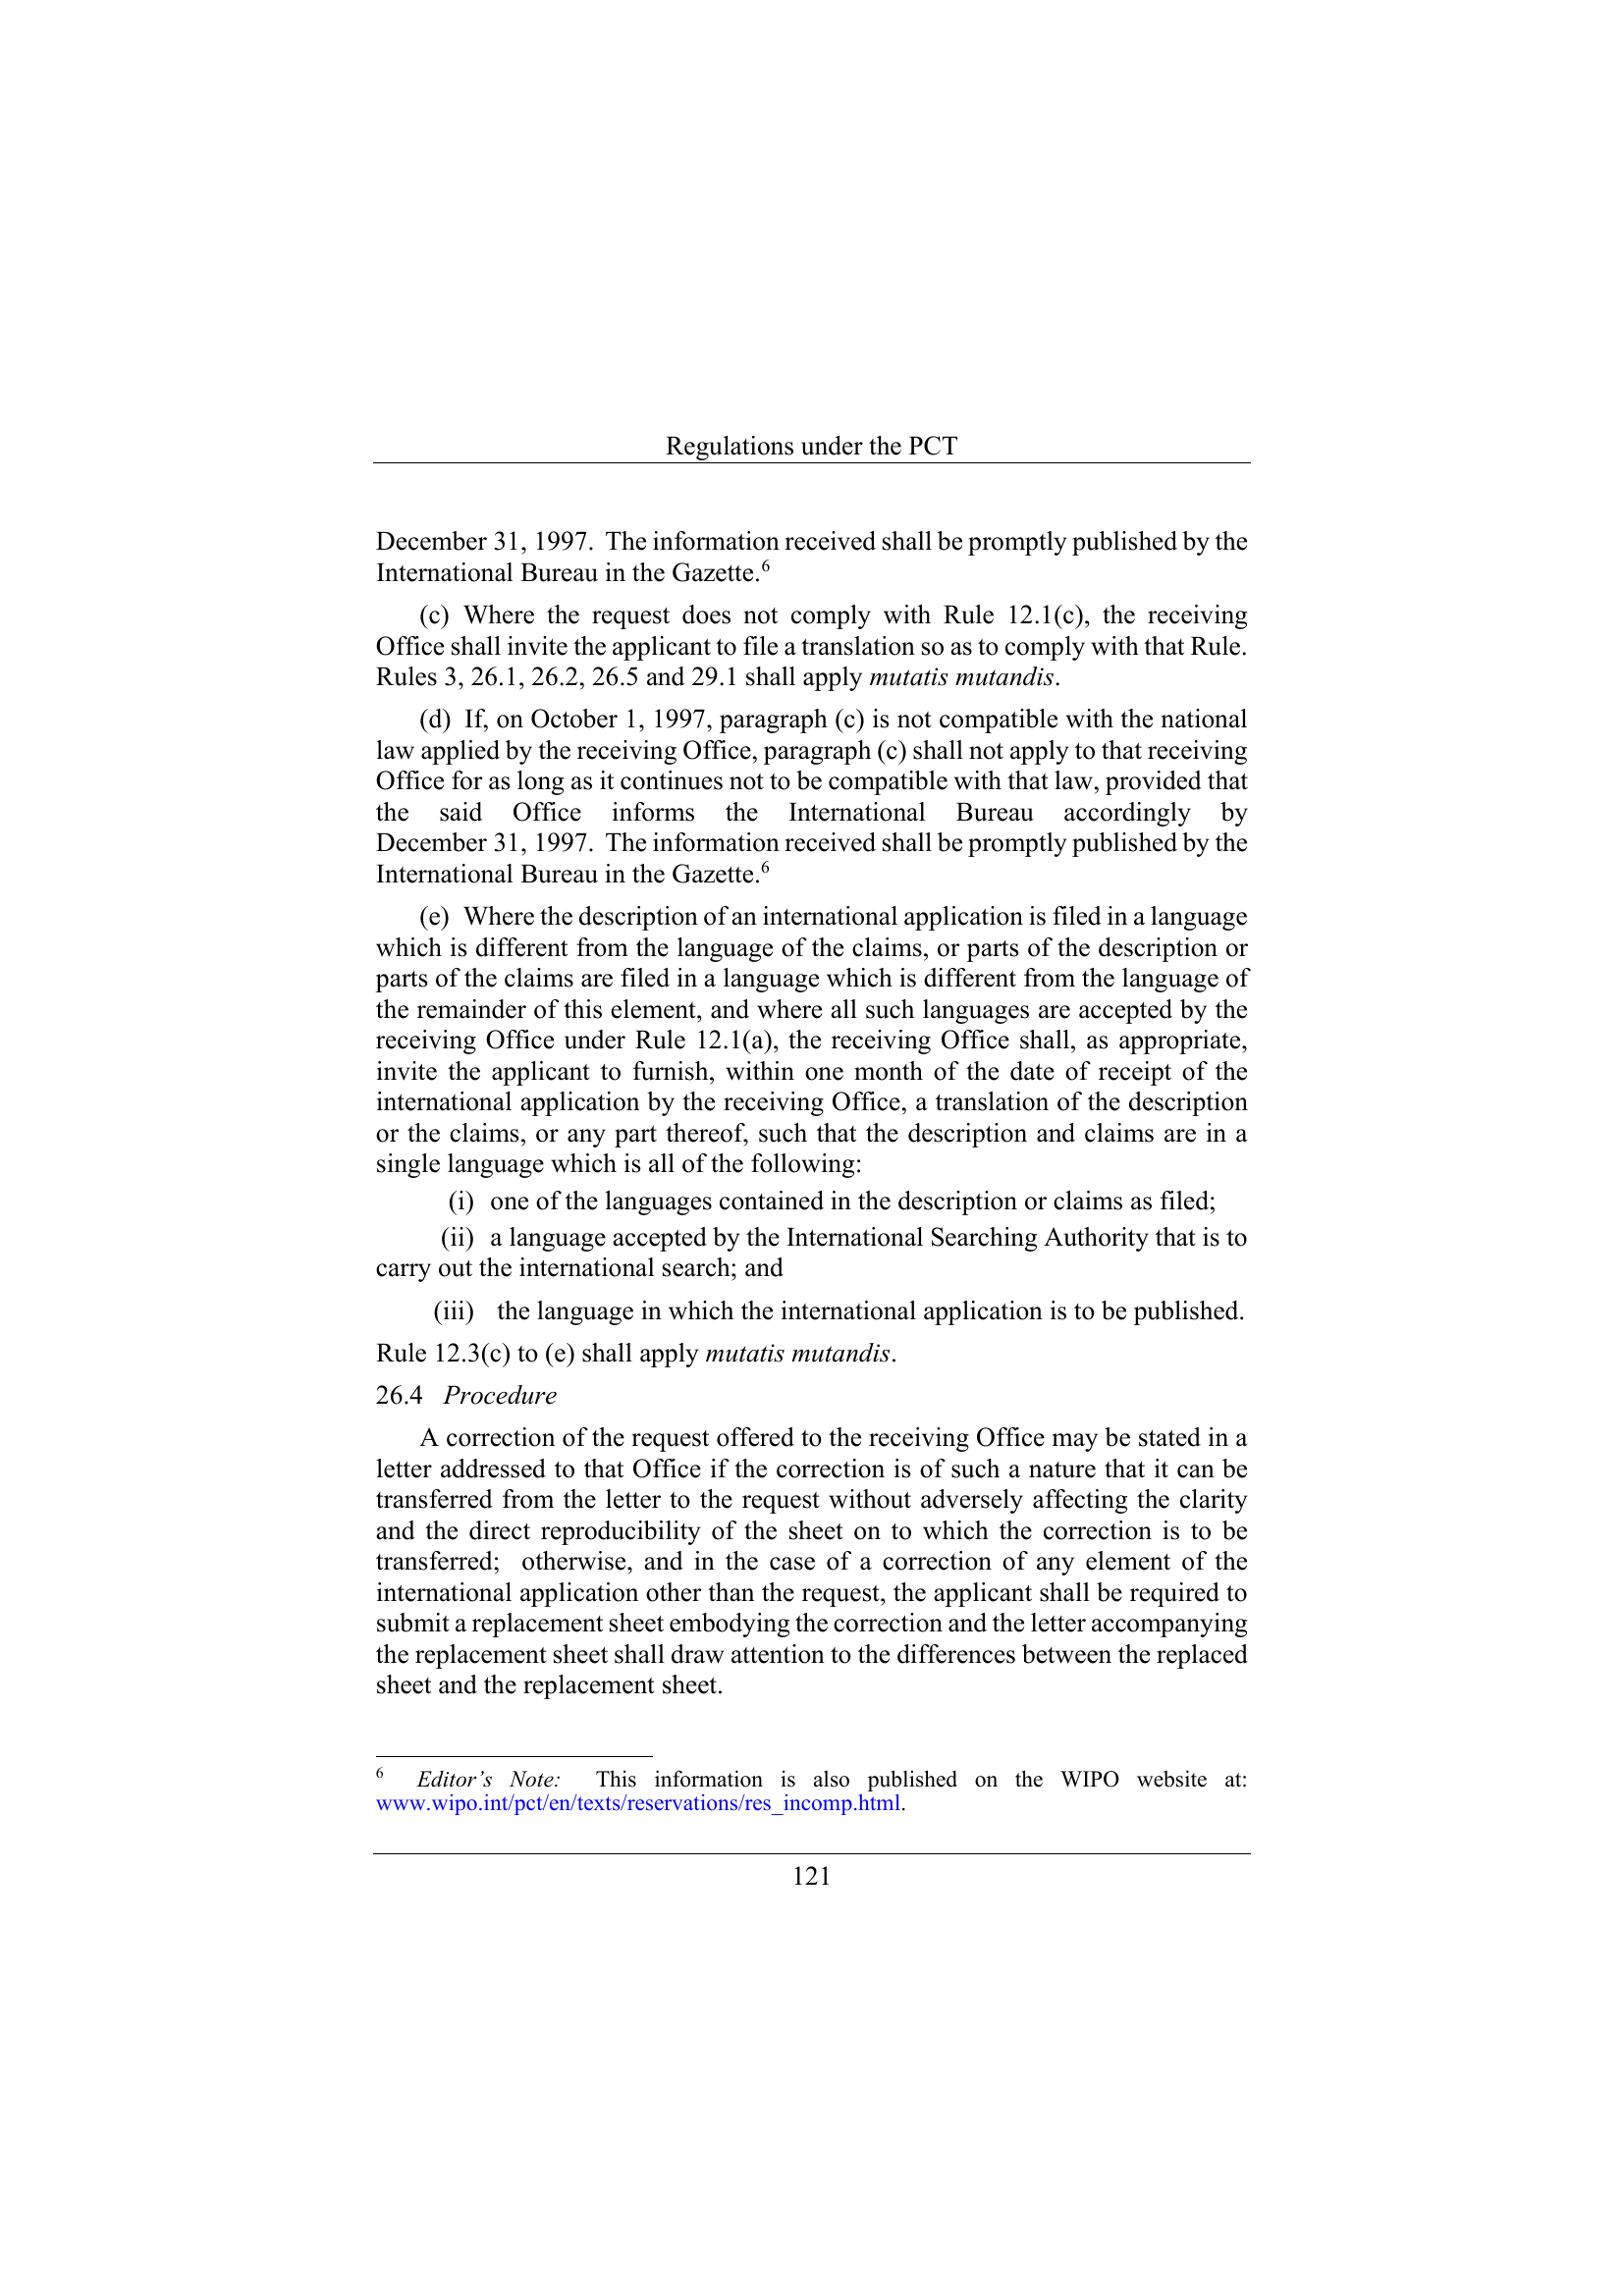 Regulations under the PCT
December 31, 1997.  The information received shall be promptly published by the
International Bureau in the Gazette.6
(c)  Where the request does not comply with Rule 12.1(c), the receiving
Office shall invite the applicant to file a translation so as to comply with that Rule.
Rules 3, 26.1, 26.2, 26.5 and 29.1 shall apply mutatis mutandis.
(d)  If, on October 1, 1997, paragraph (c) is not compatible with the national
law applied by the receiving Office, paragraph (c) shall not apply to that receiving
Office for as long as it continues not to be compatible with that law, provided that
the said Office informs the International Bureau accordingly by
December 31, 1997.  The information received shall be promptly published by the
International Bureau in the Gazette.6
(e)  Where the description of an international application is filed in a language
which is different from the language of the claims, or parts of the description or
parts of the claims are filed in a language which is different from the language of
the remainder of this element, and where all such languages are accepted by the
receiving Office under Rule 12.1(a), the receiving Office shall, as appropriate,
invite the applicant to furnish, within one month of the date of receipt of the
international application by the receiving Office, a translation of the description
or the claims, or any part thereof, such that the description and claims are in a
single language which is all of the following:
(i)  one of the languages contained in the description or claims as filed;
(ii)  a language accepted by the International Searching Authority that is to
carry out the international search; and
(iii)  the language in which the international application is to be published.
Rule 12.3(c) to (e) shall apply mutatis mutandis.
26.4  Procedure
A correction of the request offered to the receiving Office may be stated in a
letter addressed to that Office if the correction is of such a nature that it can be
transferred from the letter to the request without adversely affecting the clarity
and the direct reproducibility of the sheet on to which the correction is to be
transferred;  otherwise, and in the case of a correction of any element of the
international application other than the request, the applicant shall be required to
submit a replacement sheet embodying the correction and the letter accompanying
the replacement sheet shall draw attention to the differences between the replaced
sheet and the replacement sheet.
6  Editor’s Note:  This information is also published on the WIPO website at:
www.wipo.int/pct/en/texts/reservations/res_incomp.html.
121